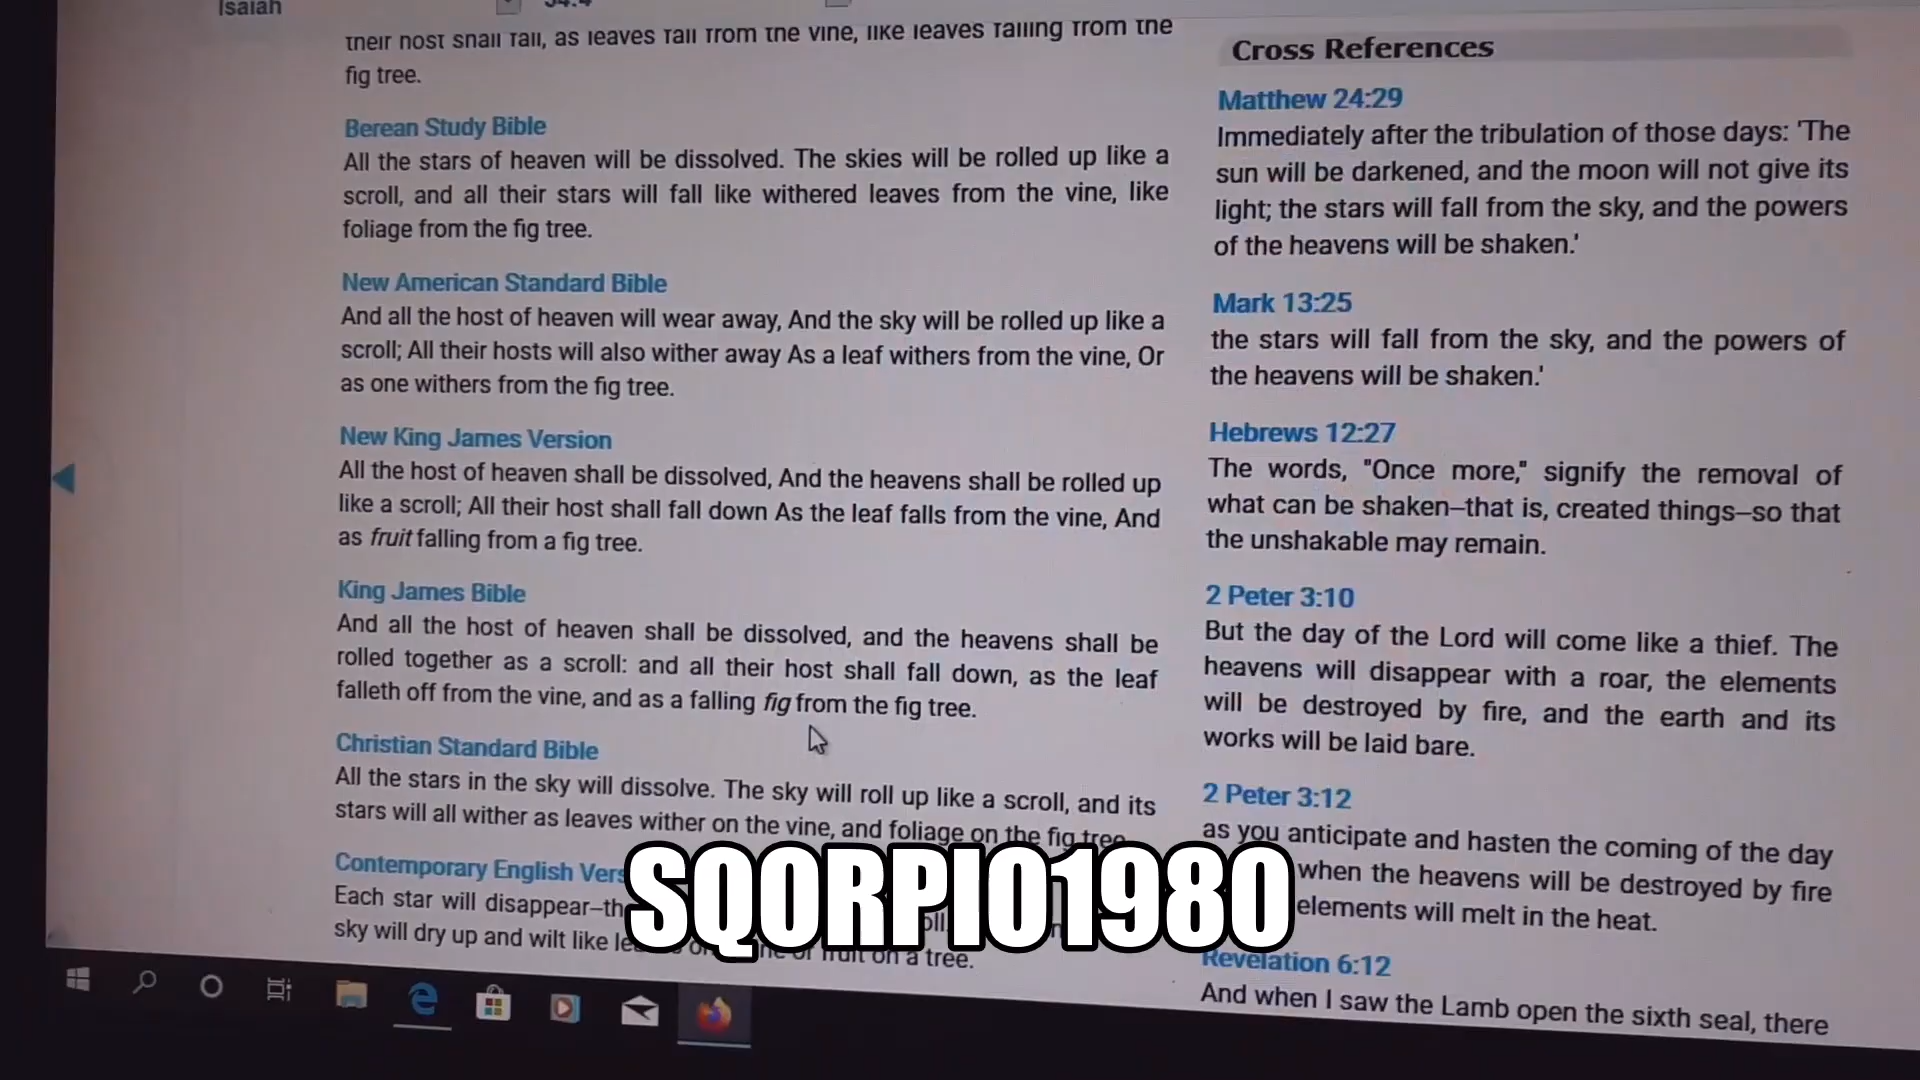 Isaiah
34:4
their host shall fall, as leaves fall from the vine, like leaves falling from the
fig tree.
Berean Study Bible
All the stars of heaven will be dissolved. The skies will be rolled up like a
scroll, and all their stars will fall like withered leaves from the vine, like
foliage from the fig tree.
New American Standard Bible
And all the host of heaven will wear away, And the sky will be rolled up like a
scroll; All their hosts will also wither away As a leaf withers from the vine, Or
as one withers from the fig tree.
New King James Version
All the host of heaven shall be dissolved, And the heavens shall be rolled up
like a scroll; All their host shall fall down As the leaf falls from the vine, And
as fruit falling from a fig tree.
King James Bible
And all the host of heaven shall be dissolved, and the heavens shall be
rolled together as a scroll: and all their host shall fall down, as the leaf
falleth off from the vine, and as a falling fig from the fig tree.
Christian Standard Bible
All the stars in the sky will dissolve. The sky will roll up like a scroll, and its
stars will all wither as leaves wither on the vine, and foliage on the fig tree.
Contemporary English
Each star will disappear—
sky will dry up and wilt like fruit on a tree.
Cross References
Matthew 24:29
Immediately after the tribulation of those days: 'The
sun will be darkened, and the moon will not give its
light; the stars will fall from the sky, and the powers
of the heavens will be shaken.'
Mark 13:25
the stars will fall from the sky, and the powers of
the heavens will be shaken.'
Hebrews 12:27
The words, "Once more," signify the removal of
what can be shaken—that is, created things—so that
the unshakable may remain.
2 Peter 3:10
But the day of the Lord will come like a thief. The
heavens will disappear with a roar, the elements
will be destroyed by fire, and the earth and its
works will be laid bare.
2 Peter 3:12
as you anticipate and hasten the coming of the day
when the heavens will be destroyed by fire
elements will melt in the heat.
Revelation 6:12
And when I saw the Lamb open the sixth seal, there
SQORPIO1980